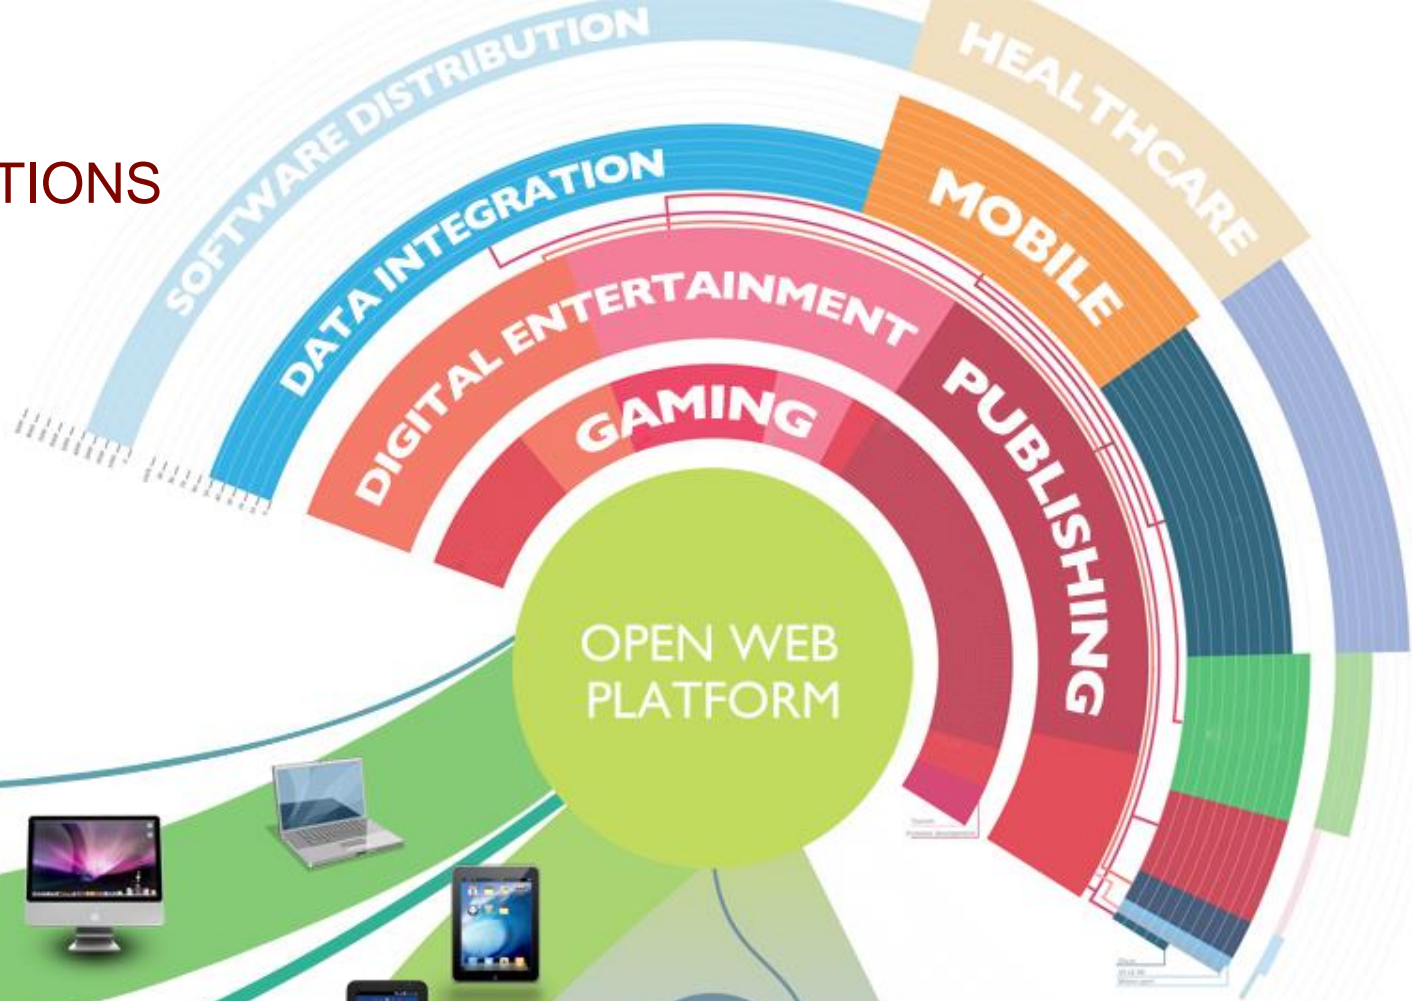 SOFTWARE DISTRIBUTION
HEALTHCARE
TIONS
DATA INTEGRATION
MOBILE
DIGITAL ENTERTAINMENT
PUBLISHING
GAMING
OPEN WEB
PLATFORM